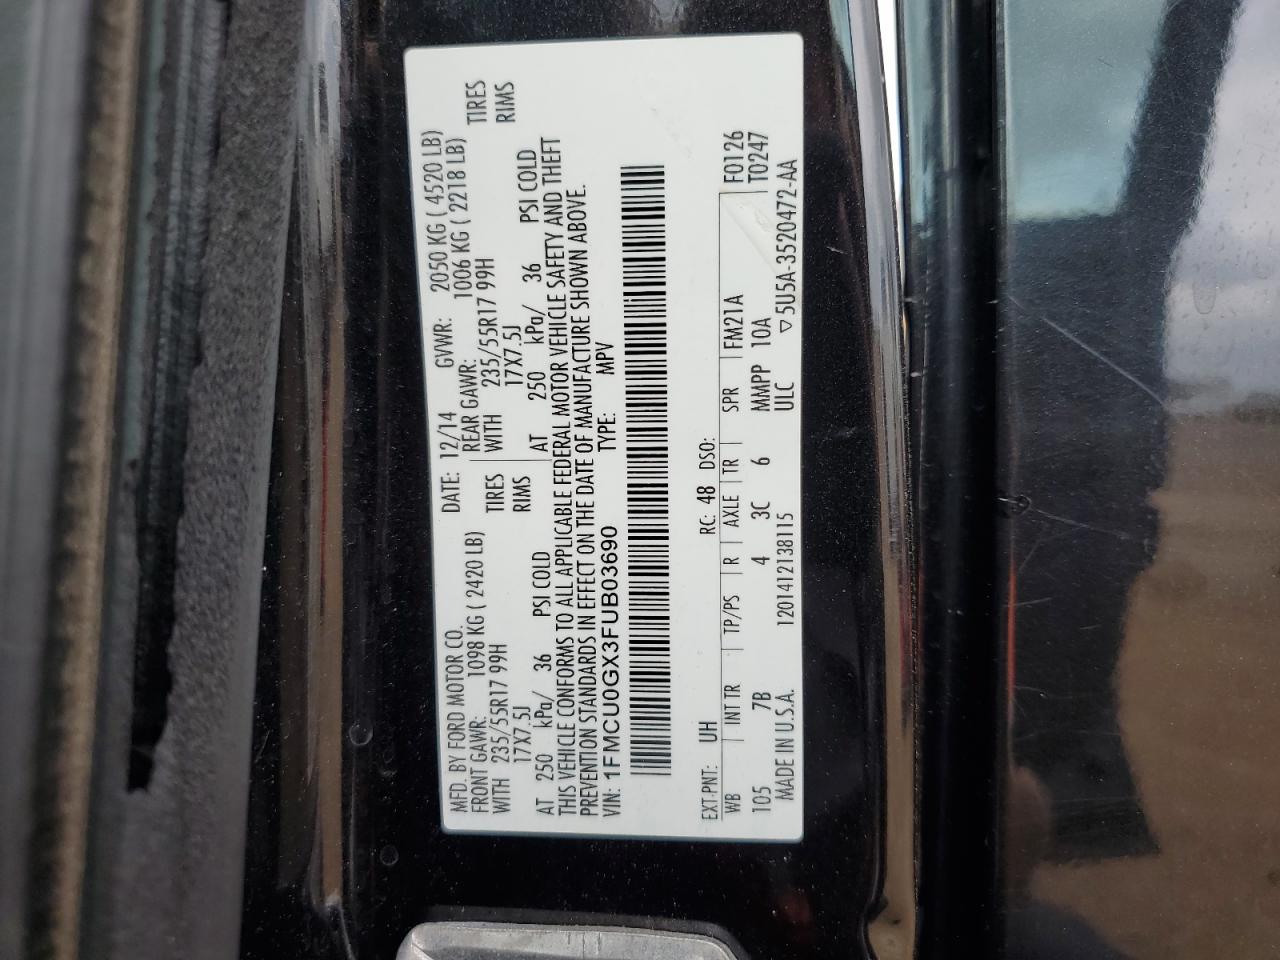 MFD. BY FORD MOTOR CO.
DATE: 12/14 GVWR: 2050 KG ( 4520 LB)
FRONT GAWR: 1098 KG ( 2420 LB) REAR GAWR: 1006 KG ( 2218 LB)
WITH 235/55R17 99H TIRES WITH 235/55R17 99H TIRES
17X7.5J RIMS 17X7.5J RIMS
AT 250 kPa/ 36 PSI COLD AT 250 kPa/ 36 PSI COLD
THIS VEHICLE CONFORMS TO ALL APPLICABLE FEDERAL MOTOR VEHICLE SAFETY AND THEFT
PREVENTION STANDARDS IN EFFECT ON THE DATE OF MANUFACTURE SHOWN ABOVE.
VIN: 1FMCU0GX3FUB03690 TYPE: MPV
EXT.PNT: UH RC: 48 DSO:
WB INT TR TP/PS R AXLE TR SPR FM21A F0126
105 7B 4 3C 6 MMPP 10A T0247
MADE IN U.S.A. 120141213 8115 ULC ▽5U5A-3520472-AA